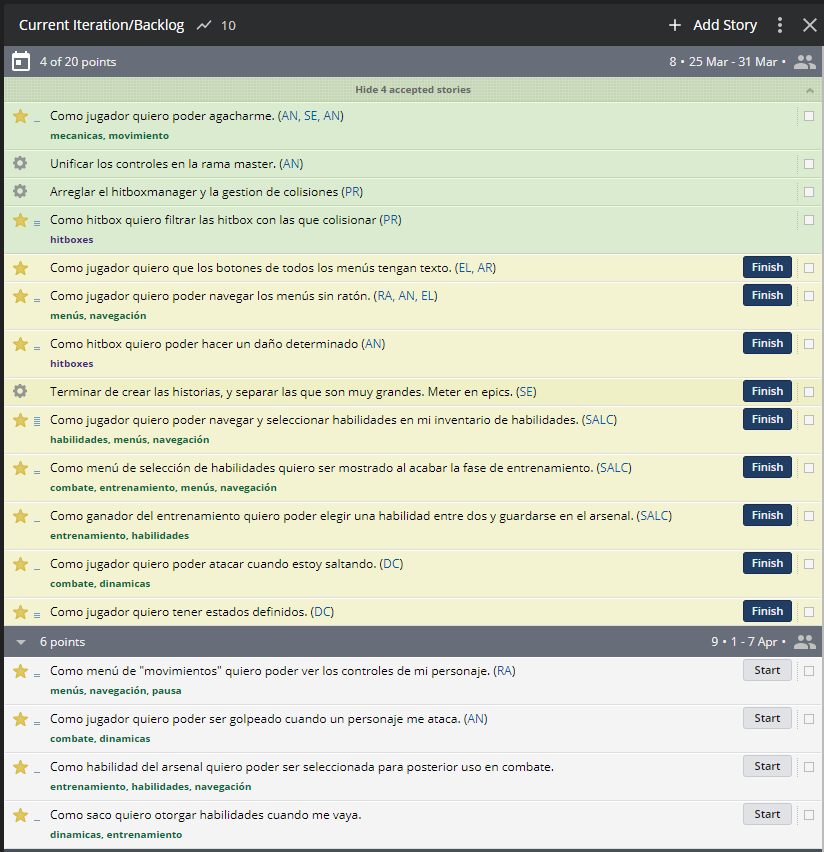 Current Iteration/Backlog 10 + Add Story
4 of 20 points 8 • 25 Mar - 31 Mar •
Hide 4 accepted stories
Como jugador quiero poder agacharme. (AN, SE, AN)
mecanicas, movimiento
Unificar los controles en la rama master. (AN)
Arreglar el hitboxmanager y la gestion de colisiones (PR)
Como hitbox quiero filtrar las hitbox con las que colisionar (PR)
hitboxes
Como jugador quiero que los botones de todos los menús tengan texto. (EL, AR) Finish
Como jugador quiero poder navegar los menús sin ratón. (RA, AN, EL) Finish
menús, navegación
Como hitbox quiero poder hacer un daño determinado (AN) Finish
hitboxes
Terminar de crear las historias, y separar las que son muy grandes. Meter en epics. (SE) Finish
Como jugador quiero poder navegar y seleccionar habilidades en mi inventario de habilidades. (SALC) Finish
habilidades, menús, navegación
Como menú de selección de habilidades quiero ser mostrado al acabar la fase de entrenamiento. (SALC) Finish
combate, entrenamiento, menús, navegación
Como ganador del entrenamiento quiero poder elegir una habilidad entre dos y guardarse en el arsenal. (SALC) Finish
entrenamiento, habilidades
Como jugador quiero poder atacar cuando estoy saltando. (DC) Finish
combate, dinamicas
Como jugador quiero tener estados definidos. (DC) Finish
6 points 9 • 1 - 7 Apr •
Como menú de "movimientos" quiero poder ver los controles de mi personaje. (RA) Start
menús, navegación, pausa
Como jugador quiero poder ser golpeado cuando un personaje me ataca. (AN) Start
combate, dinamicas
Como habilidad del arsenal quiero poder ser seleccionada para posterior uso en combate. Start
entrenamiento, habilidades, navegación
Como saco quiero otorgar habilidades cuando me vaya. Start
dinamicas, entrenamiento